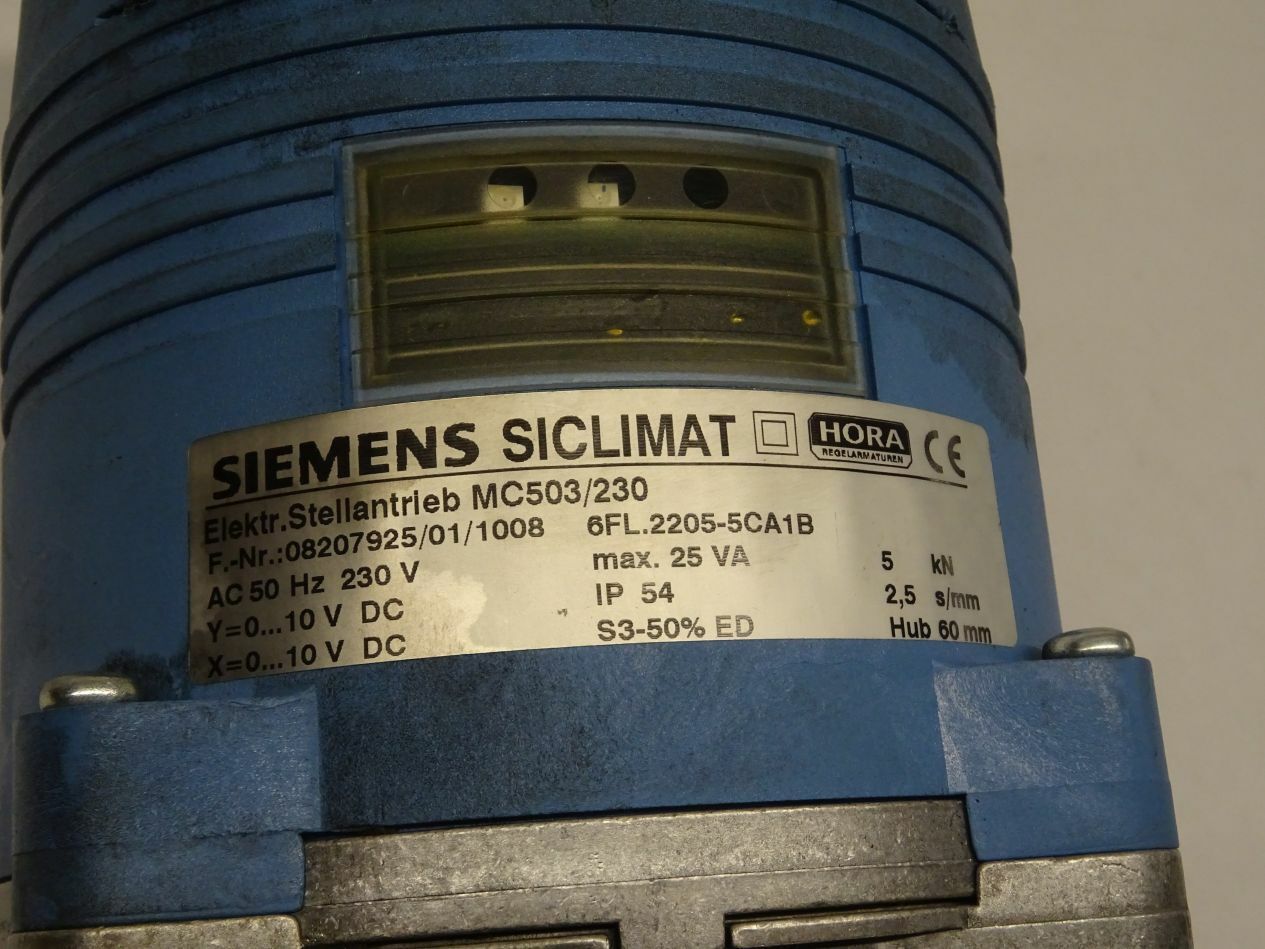 SIEMENS SICLIMAT HORA REGELARMATUREN CE
Elektr.Stellantrieb MC503/230
F.-Nr.:08207925/01/1008 6FL.2205-5CA1B
AC 50 Hz 230 V max. 25 VA 5 kN
Y=0...10 V DC IP 54 2,5 s/mm
X=0...10 V DC S3-50% ED Hub 60 mm